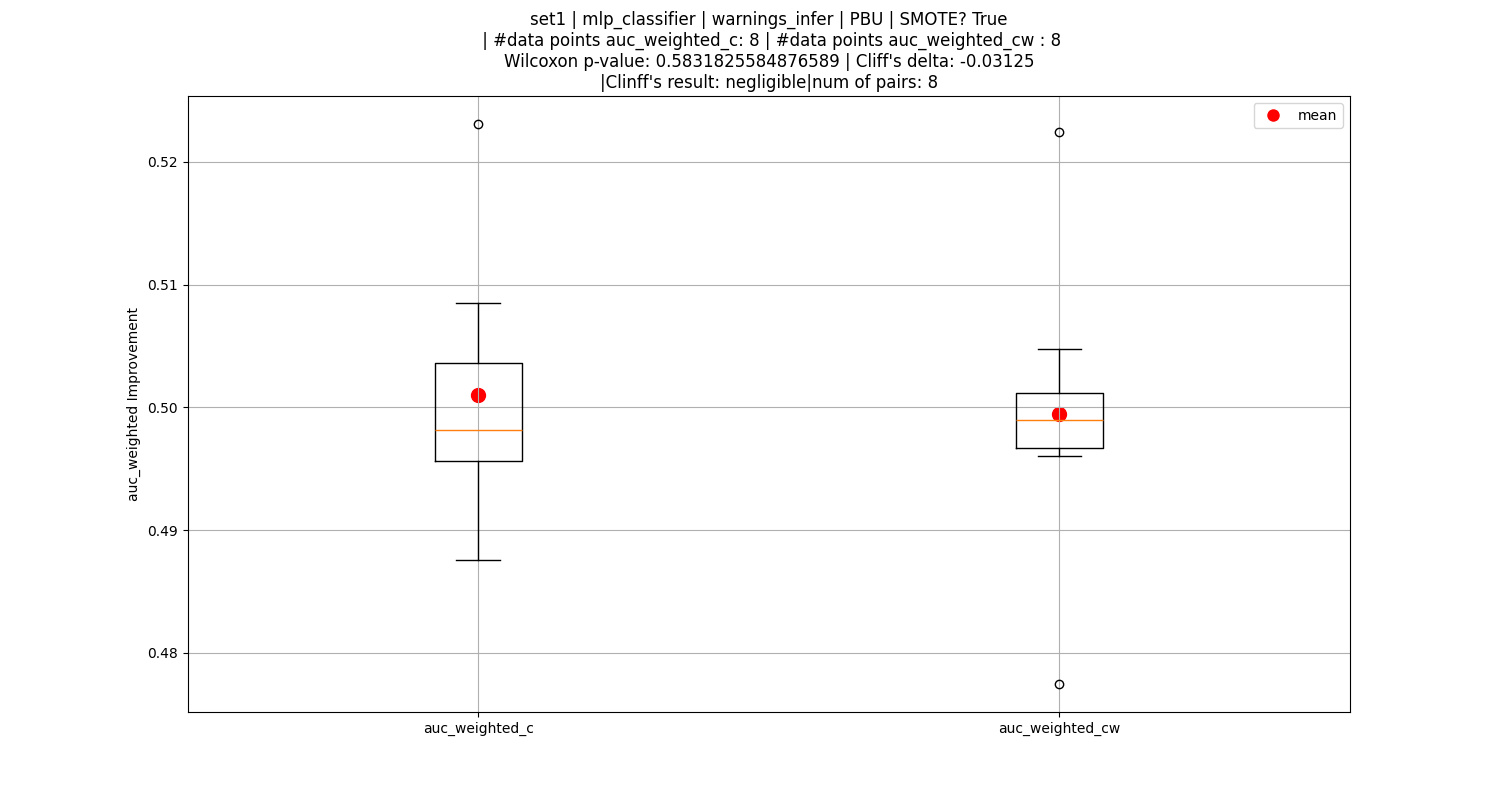 set1 | mlp_classifier | warnings_infer | PBU | SMOTE? True
| #data points auc_weighted_c: 8 | #data points auc_weighted_cw : 8
Wilcoxon p-value: 0.5831825584876589 | Cliff's delta: -0.03125
|Clinff's result: negligible|num of pairs: 8
mean
0.52
0.51
0.50
0.49
0.48
auc_weighted Improvement
auc_weighted_c
auc_weighted_cw